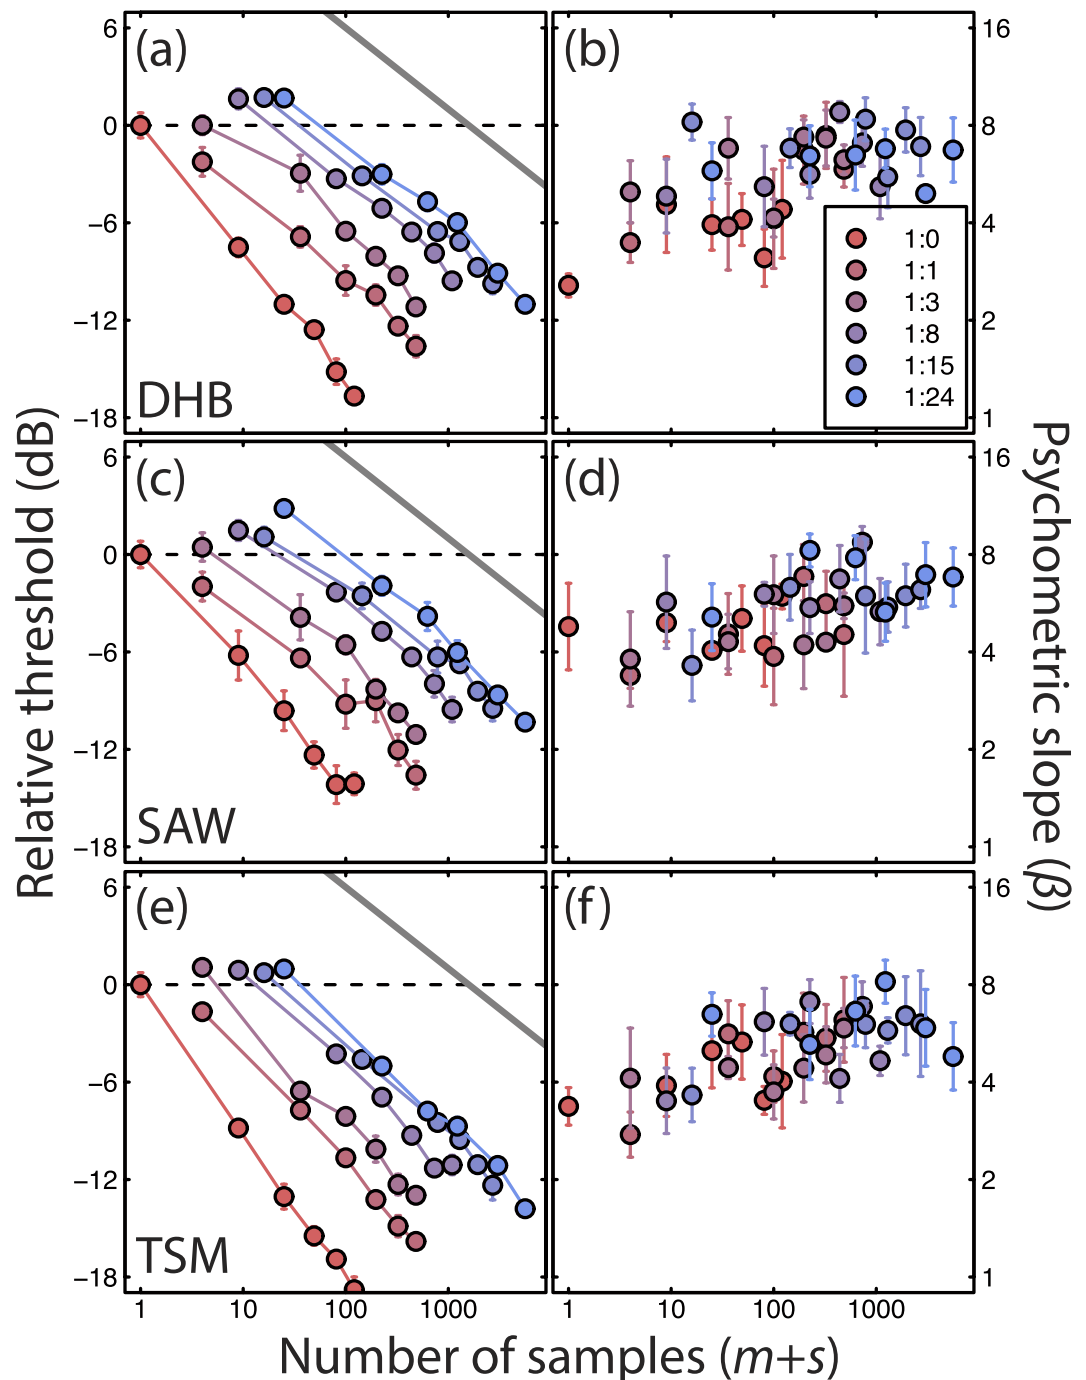 (a)
6
0
−6
−12
−18
DHB
(b)
16
8
4
2
1
1:0
1:1
1:3
1:8
1:15
1:24
(c)
6
0
−6
−12
−18
SAW
(d)
16
8
4
2
1
(e)
6
0
−6
−12
−18
TSM
(f)
16
8
4
2
1
1 10 100 1000
1 10 100 1000
Relative threshold (dB)
Psychometric slope (β)
Number of samples (m+s)